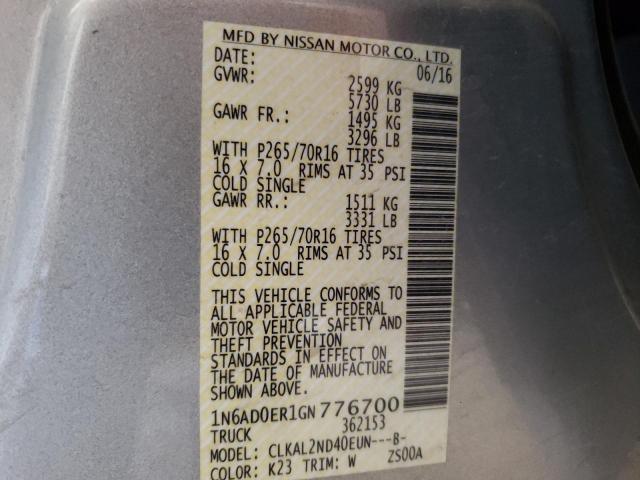 MFD BY NISSAN MOTOR CO., LTD.
DATE: 06/16
GVWR: 2599 KG
5730 LB
GAWR FR.: 1495 KG
3296 LB
WITH P265/70R16 TIRES
16 X 7.0 RIMS AT 35 PSI
COLD SINGLE
GAWR RR.: 1511 KG
3331 LB
WITH P265/70R16 TIRES
16 X 7.0 RIMS AT 35 PSI
COLD SINGLE
THIS VEHICLE CONFORMS TO
ALL APPLICABLE FEDERAL
MOTOR VEHICLE SAFETY AND
THEFT PREVENTION
STANDARDS IN EFFECT ON
THE DATE OF MANUFACTURE
SHOWN ABOVE.
1N6AD0ER1GN776700
TRUCK 362153
MODEL: CLKAL2ND40EUN---B-
COLOR: K23 TRIM: W ZS00A